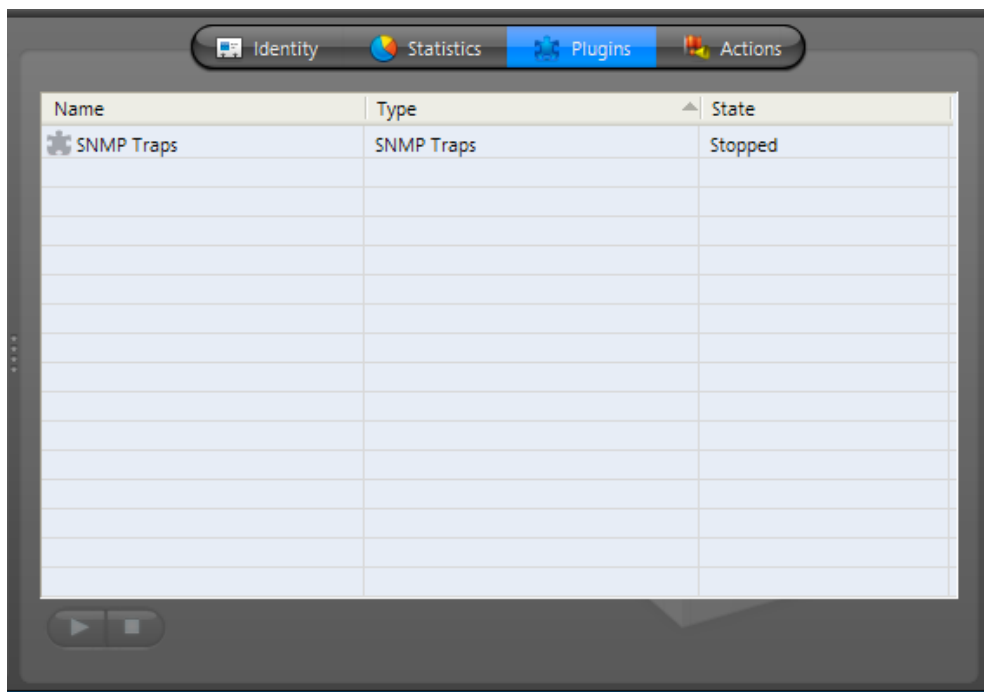 Identity Statistics Plugins Actions
Name Type State
SNMP Traps SNMP Traps Stopped